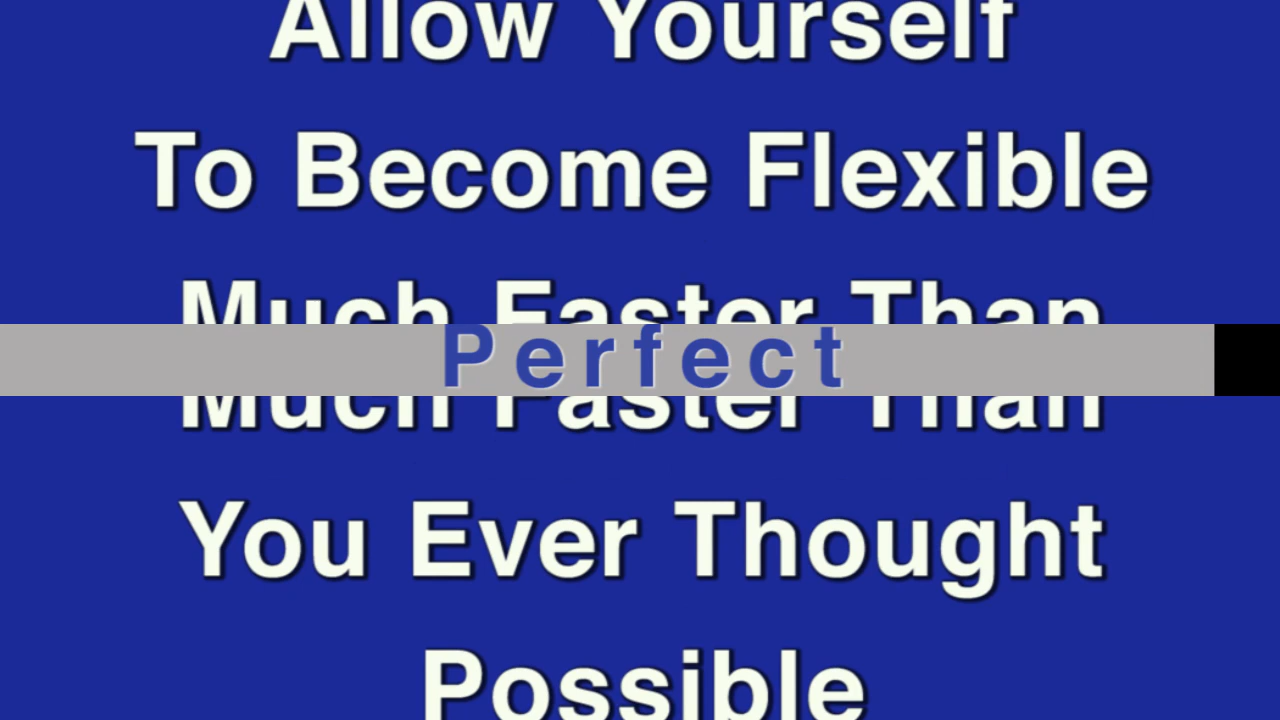 Allow Yourself
To Become Flexible
Much Faster Than
Perfect
Much Faster Than
You Ever Thought
Possible